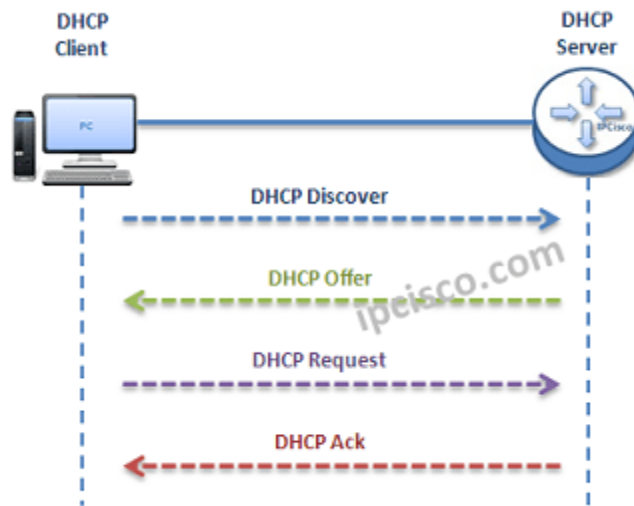 DHCP
Client
DHCP
Server
PC
IPCisco
DHCP Discover
DHCP Offer
ipcisco.com
DHCP Request
DHCP Ack